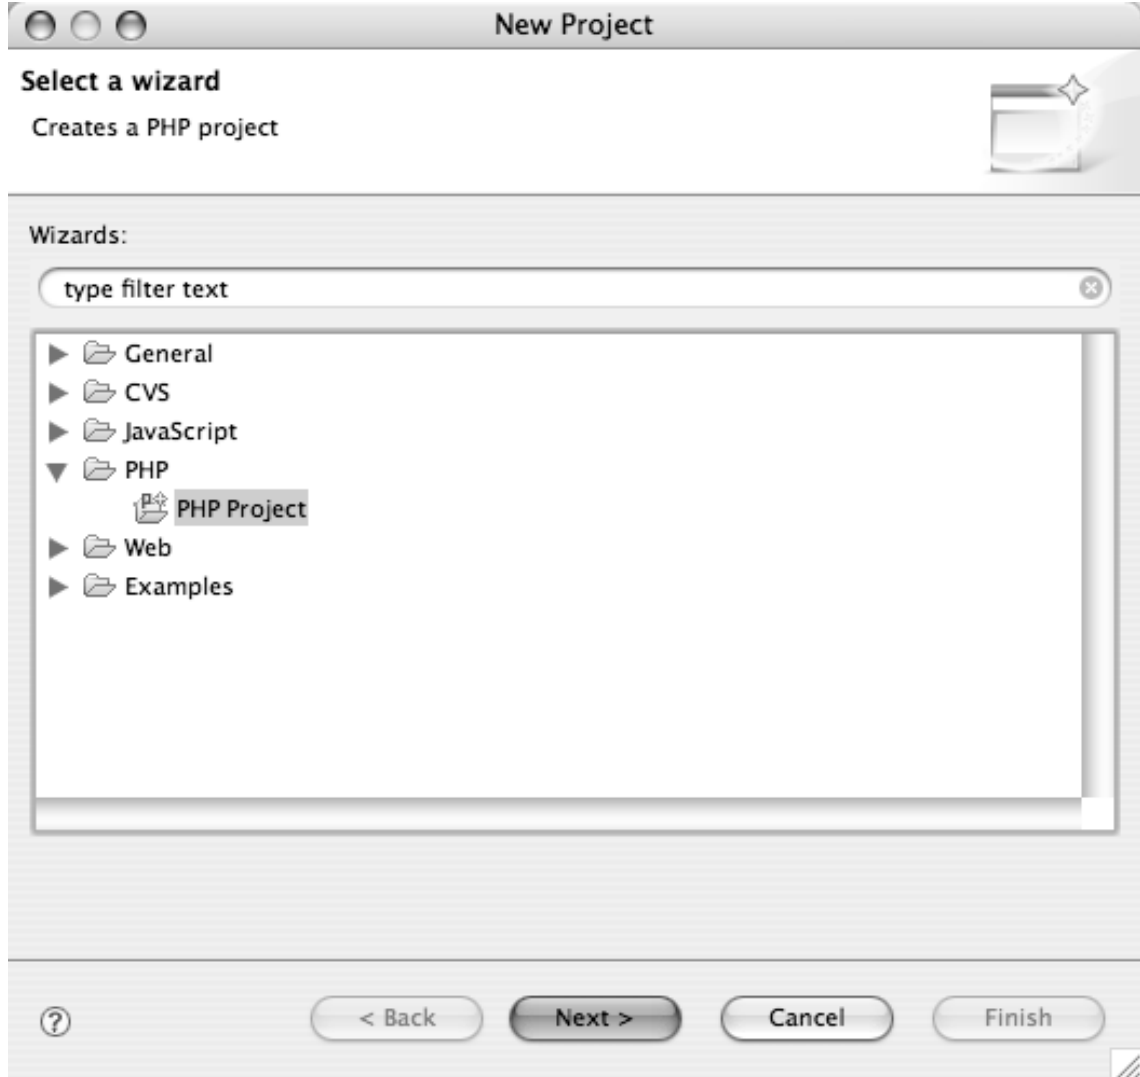 New Project
Select a wizard
Creates a PHP project
Wizards:
type filter text
General
CVS
JavaScript
PHP
PHP Project
Web
Examples
?
< Back
Next >
Cancel
Finish